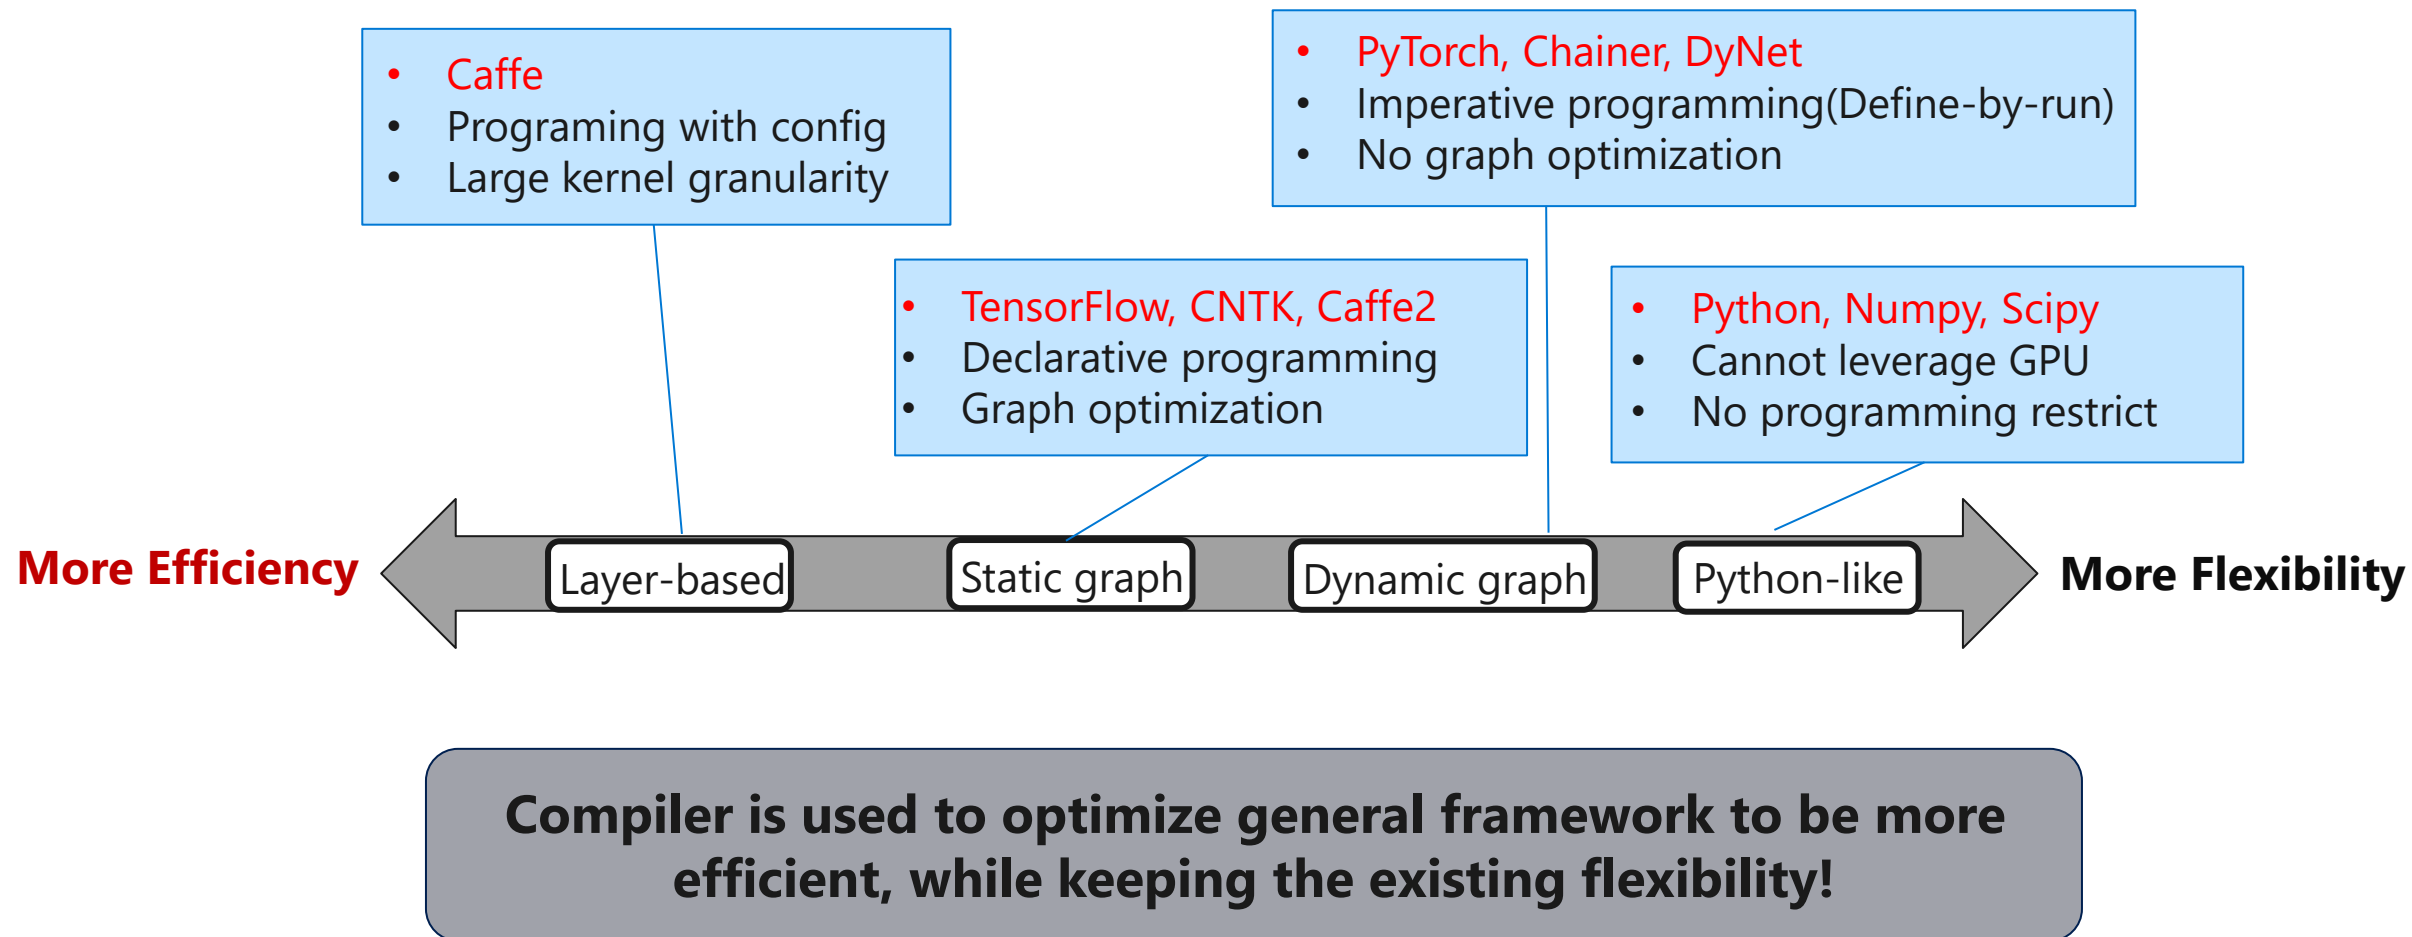 • Caffe
• Programing with config
• Large kernel granularity
• PyTorch, Chainer, DyNet
• Imperative programming(Define-by-run)
• No graph optimization
• TensorFlow, CNTK, Caffe2
• Declarative programming
• Graph optimization
• Python, Numpy, Scipy
• Cannot leverage GPU
• No programming restrict
More Efficiency
Layer-based
Static graph
Dynamic graph
Python-like
More Flexibility
Compiler is used to optimize general framework to be more
efficient, while keeping the existing flexibility!